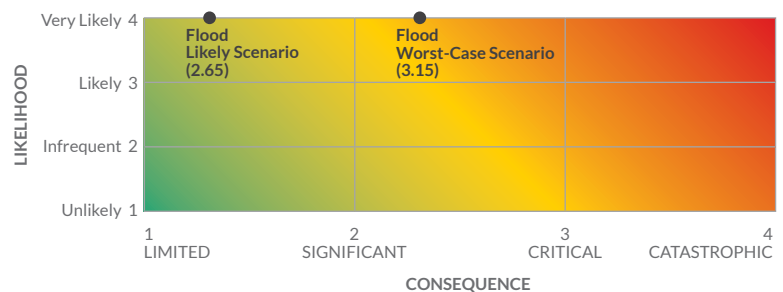 Very Likely 4
Flood
Likely Scenario
(2.65)
Flood
Worst-Case Scenario
(3.15)
Likely 3
LIKELIHOOD
Infrequent 2
Unlikely 1
1
2
3
4
LIMITED
SIGNIFICANT
CRITICAL
CATASTROPHIC
CONSEQUENCE